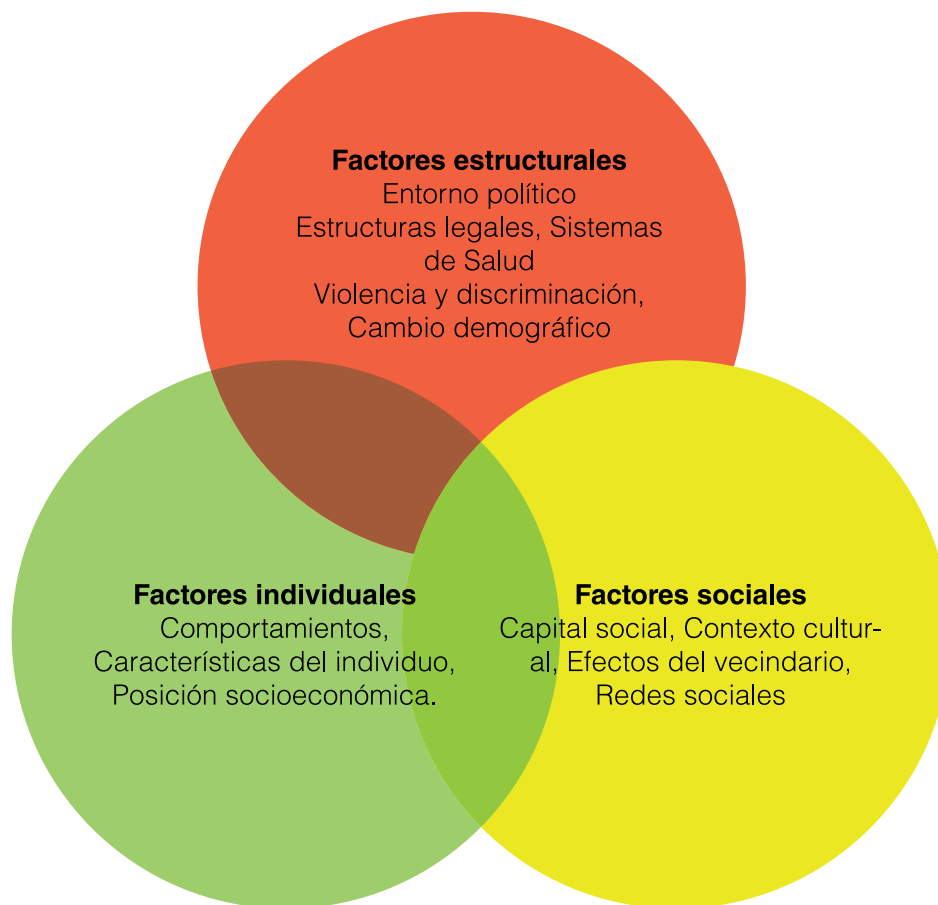 Factores estructurales
Entorno político
Estructuras legales, Sistemas
de Salud
Violencia y discriminación,
Cambio demográfico
Factores individuales
Comportamientos,
Características del individuo,
Posición socioeconómica.
Factores sociales
Capital social, Contexto cultur-
al, Efectos del vecindario,
Redes sociales